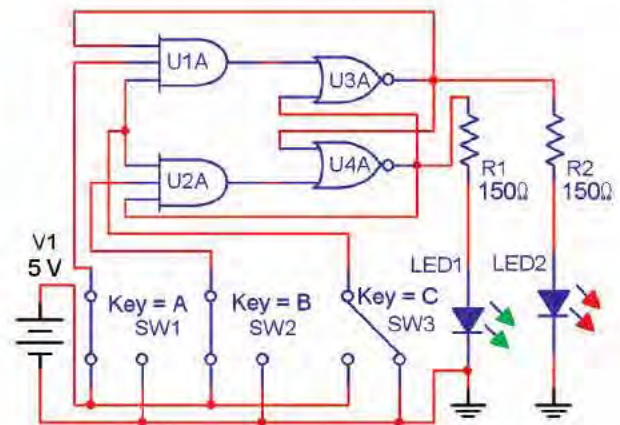 U1A
U3A
U2A
U4A
R1
150Ω
R2
150Ω
V1
5 V
LED1
LED2
Key = A
SW1
Key = B
SW2
Key = C
SW3